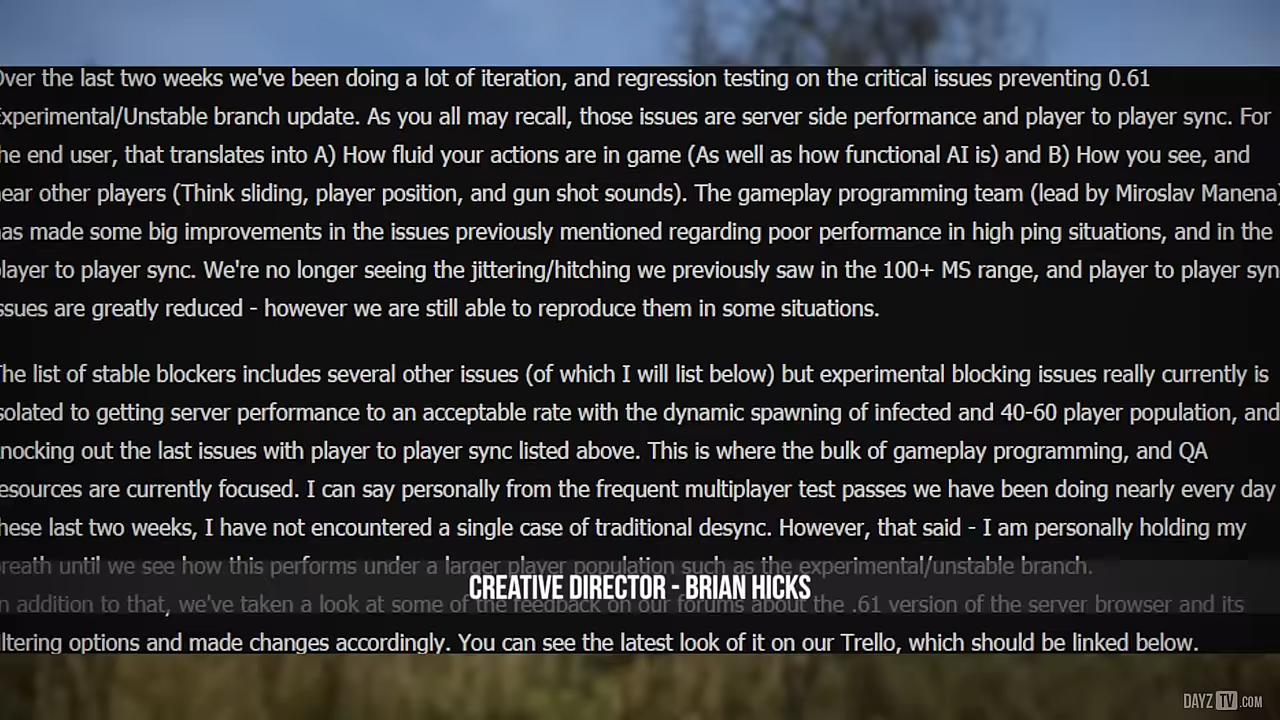 Over the last two weeks we've been doing a lot of iteration, and regression testing on the critical issues preventing 0.61
Experimental/Unstable branch update. As you all may recall, those issues are server side performance and player to player sync. For
he end user, that translates into A) How fluid your actions are in game (As well as how functional AI is) and B) How you see, and
ear other players (Think sliding, player position, and gun shot sounds). The gameplay programming team (lead by Miroslav Manena)
as made some big improvements in the issues previously mentioned regarding poor performance in high ping situations, and in the
layer to player sync. We're no longer seeing the jittering/hitching we previously saw in the 100+ MS range, and player to player syn
ssues are greatly reduced - however we are still able to reproduce them in some situations.
The list of stable blockers includes several other issues (of which I will list below) but experimental blocking issues really currently is
solated to getting server performance to an acceptable rate with the dynamic spawning of infected and 40-60 player population, and
nocking out the last issues with player to player sync listed above. This is where the bulk of gameplay programming, and QA
esources are currently focused. I can say personally from the frequent multiplayer test passes we have been doing nearly every day
hese last two weeks, I have not encountered a single case of traditional desync. However, that said - I am personally holding my
reath until we see how this performs under a larger player population such as the experimental/unstable branch.
CREATIVE DIRECTOR - BRIAN HICKS
n addition to that, we've taken a look at some of the feedback on our forums about the .61 version of the server browser and its
ltering options and made changes accordingly. You can see the latest look of it on our Trello, which should be linked below.
DAYZ TV .COM